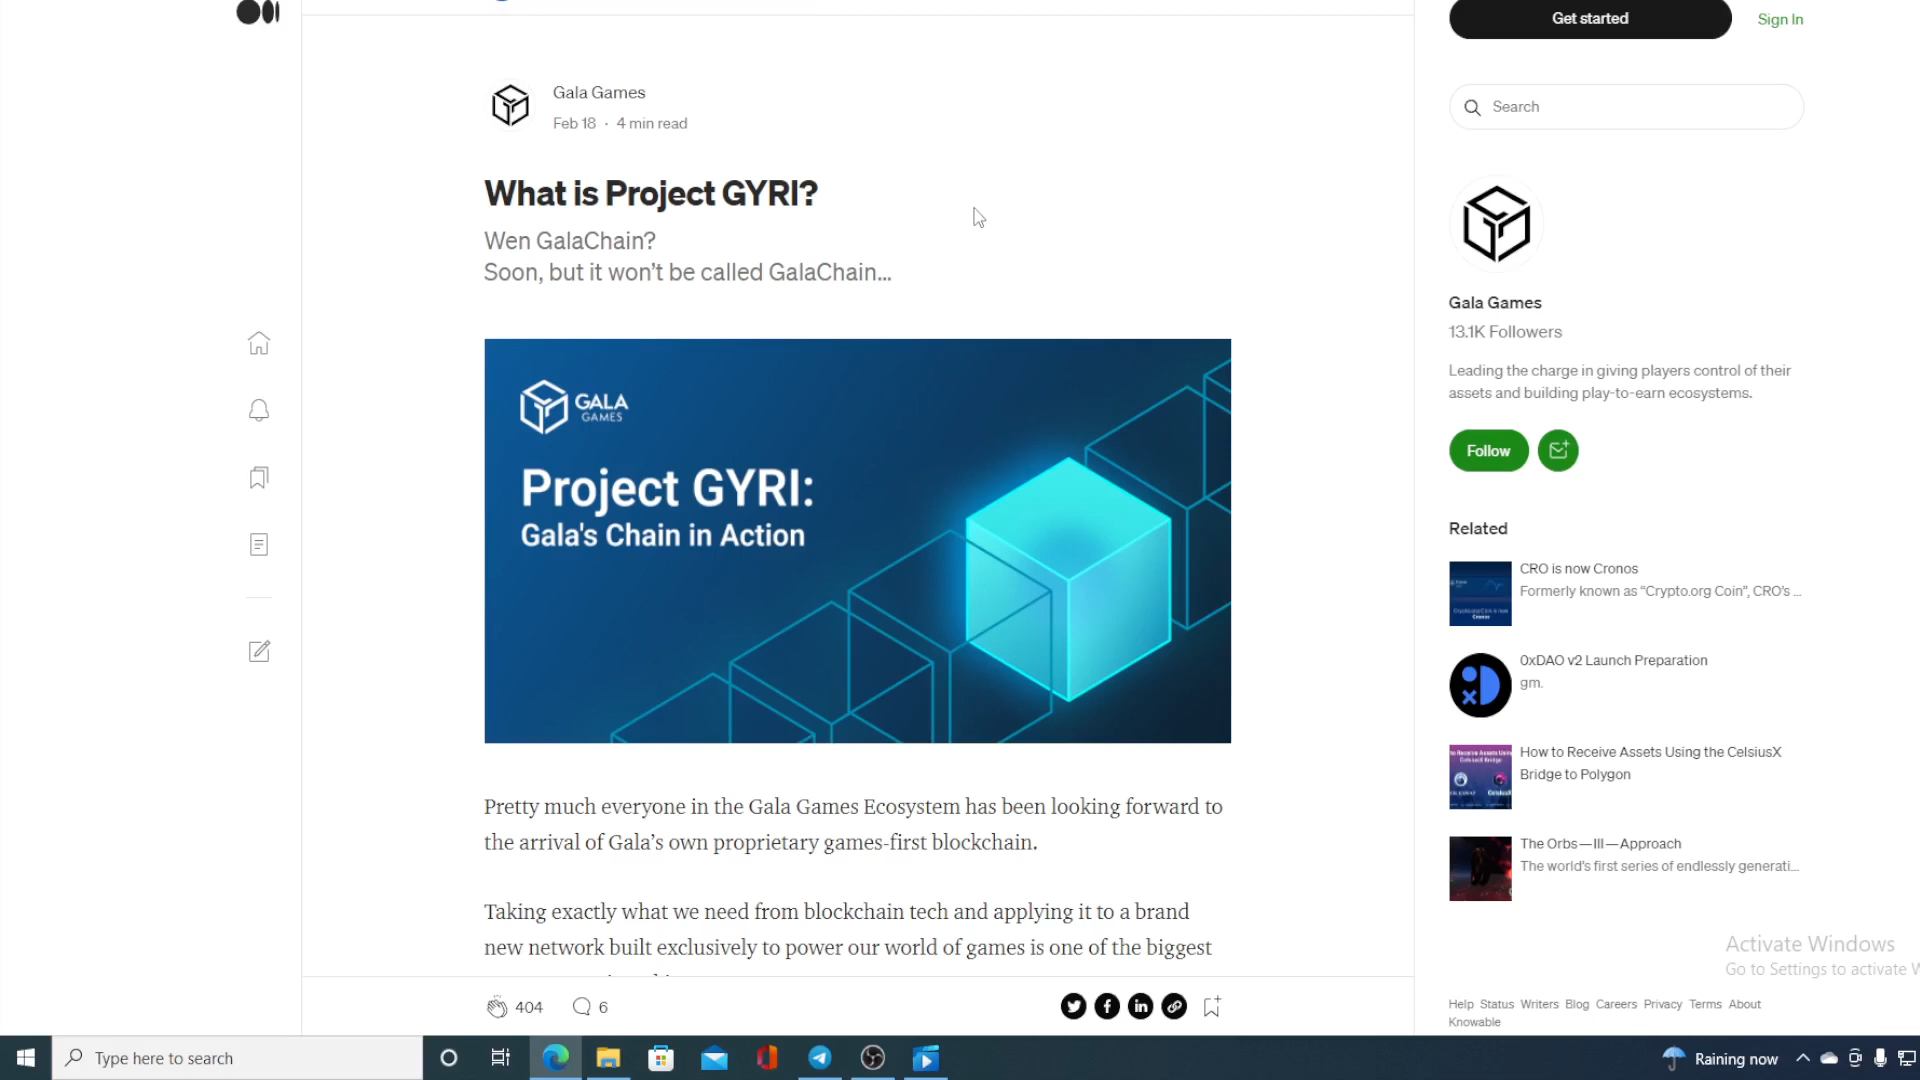 Get started
Sign In
Gala Games
Feb 18 · 4 min read
Search
What is Project GYRI?
Wen GalaChain?
Soon, but it won’t be called GalaChain...
GALA
GAMES
Project GYRI:
Gala's Chain in Action
Pretty much everyone in the Gala Games Ecosystem has been looking forward to
the arrival of Gala’s own proprietary games-first blockchain.
Taking exactly what we need from blockchain tech and applying it to a brand
new network built exclusively to power our world of games is one of the biggest
404
6
Gala Games
13.1K Followers
Leading the charge in giving players control of their
assets and building play-to-earn ecosystems.
Follow
Related
CRO is now Cronos
Formerly known as “Crypto.org Coin”, CRO’s ...
0xDAO v2 Launch Preparation
gm.
How to Receive Assets Using the CelsiusX
Bridge to Polygon
The Orbs—III—Approach
The world’s first series of endlessly generati...
Activate Windows
Go to Settings to activate W
Help Status Writers Blog Careers Privacy Terms About
Knowable
Type here to search
Raining now